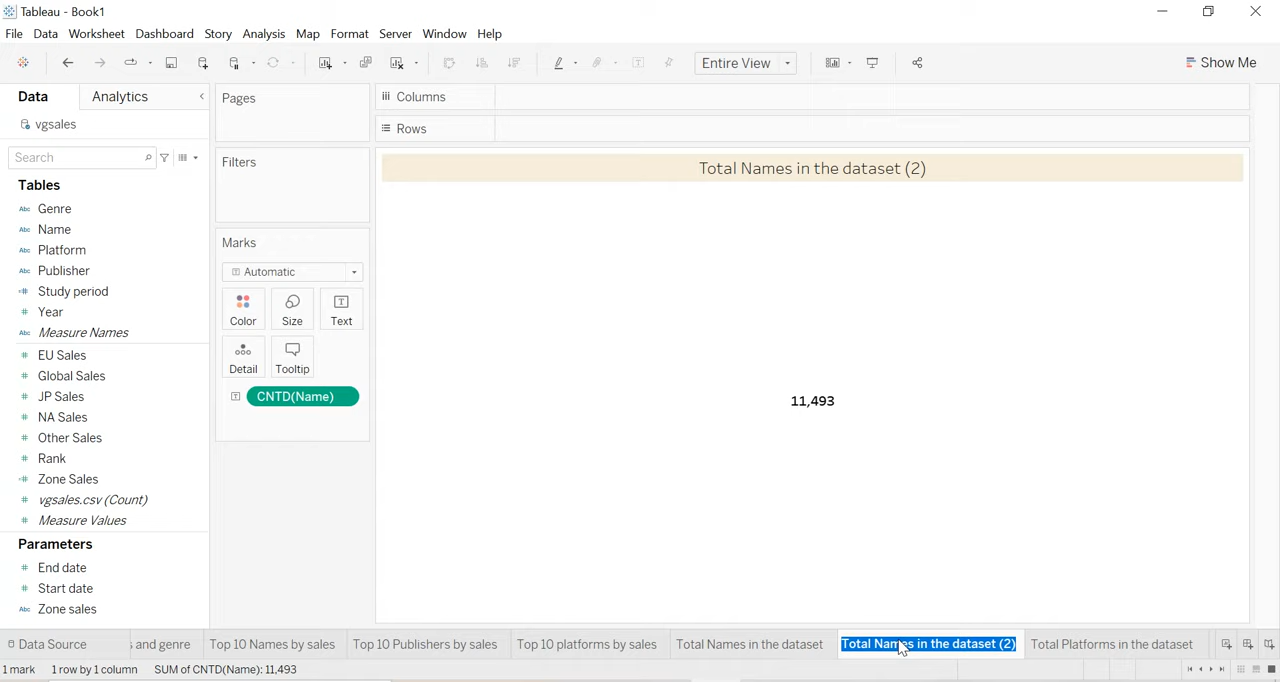 Tableau - Book1
File Data Worksheet Dashboard Story Analysis Map Format Server Window Help
Entire View
Show Me
Data Analytics
vgsales
Search
Tables
Abc Genre
Abc Name
Abc Platform
Abc Publisher
Study period
Year
Abc Measure Names
EU Sales
Global Sales
JP Sales
NA Sales
Other Sales
Rank
Zone Sales
vgsales.csv (Count)
Measure Values
Parameters
End date
Start date
Abc Zone sales
Pages
Filters
Marks
Automatic
Color Size Text
Detail Tooltip
CNTD(Name)
Columns
Rows
Total Names in the dataset (2)
11,493
Data Source and genre Top 10 Names by sales Top 10 Publishers by sales Top 10 platforms by sales Total Names in the dataset Total Names in the dataset (2) Total Platforms in the dataset
1 mark 1 row by 1 column SUM of CNTD(Name): 11,493